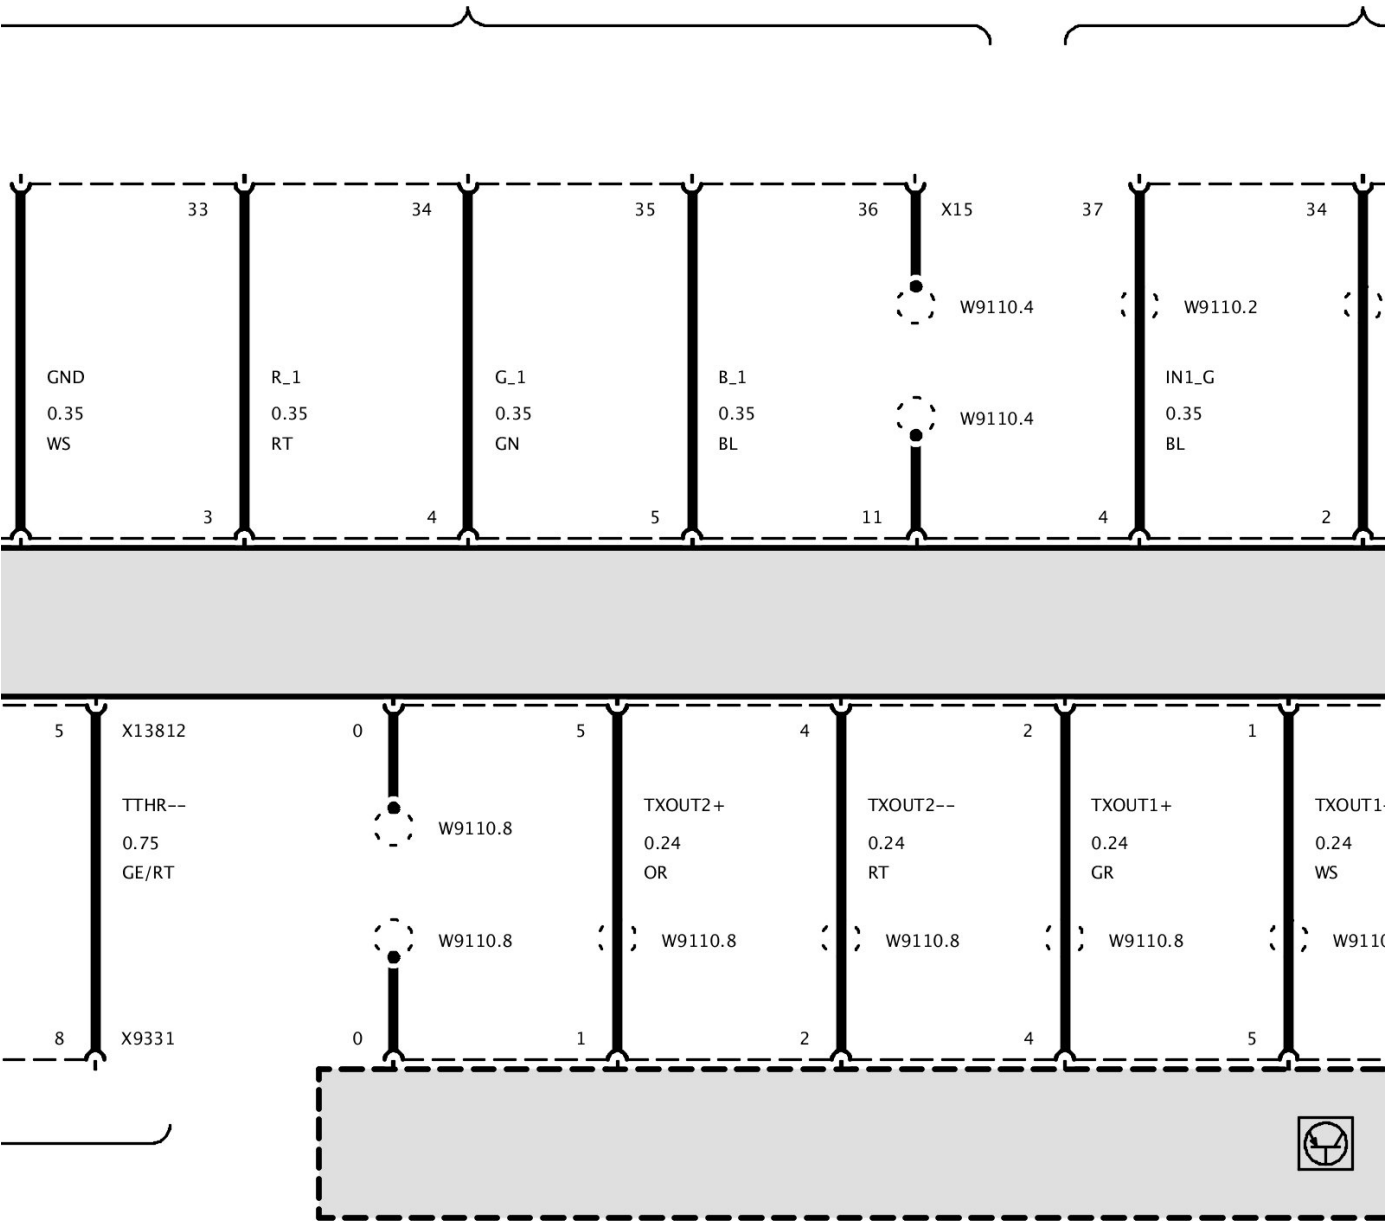 33 34 35 36 X15 37 34
W9110.4 W9110.2
GND R_1 G_1 B_1 IN1_G
0.35 0.35 0.35 0.35 0.35
WS RT GN BL BL
W9110.4
3 4 5 11 4 2
5 X13812 0 5 4 2 1
TTHR-- TXOUT2+ TXOUT2-- TXOUT1+ TXOUT1-
0.75 0.24 0.24 0.24 0.24
GE/RT OR RT GR WS
W9110.8
W9110.8 W9110.8 W9110.8 W9110.8 W9110
8 X9331 0 1 2 4 5